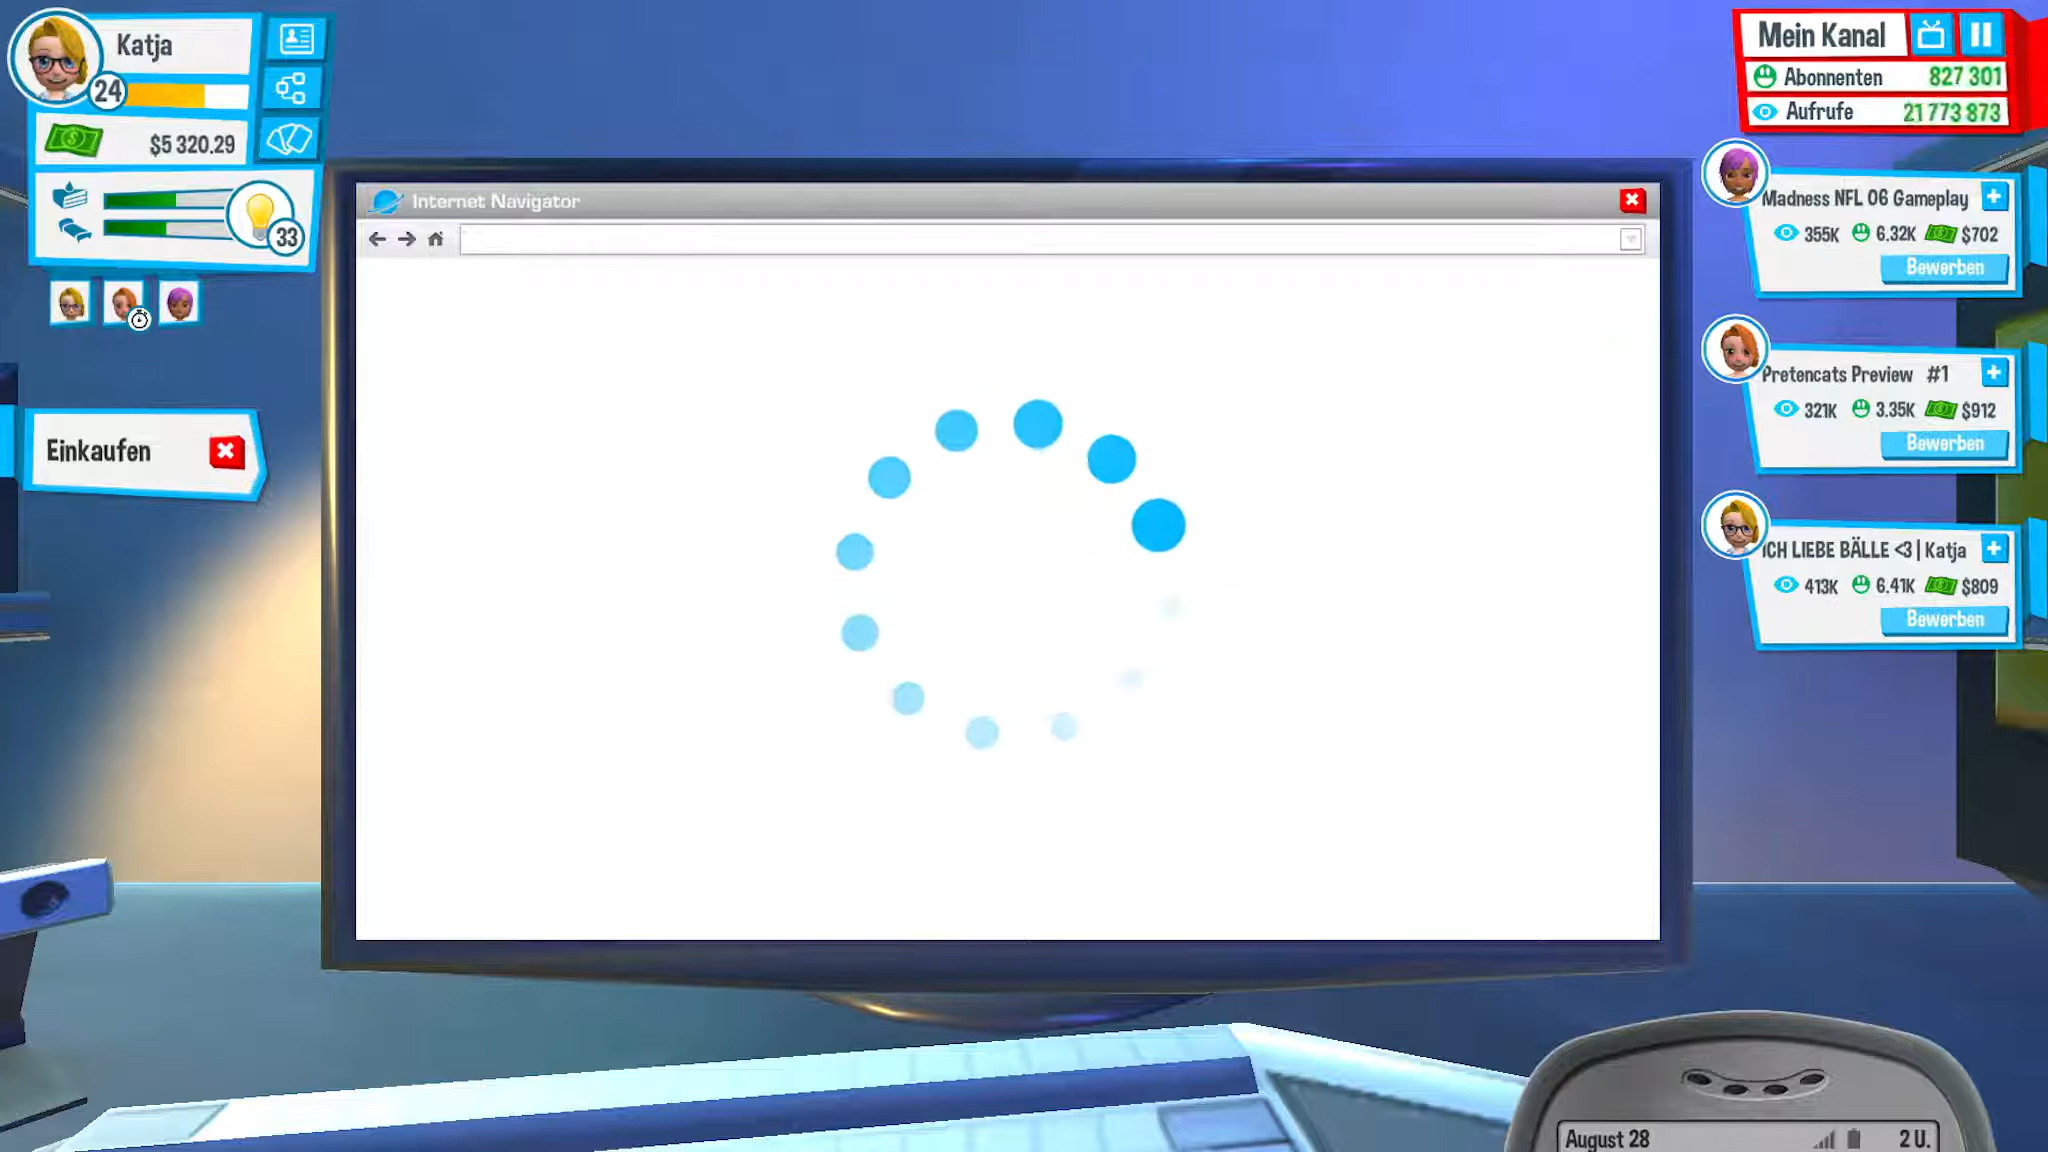 Katja
24
$5 320.29
33
Einkaufen
Internet Navigator
Mein Kanal
Abonnenten 827 301
Aufrufe 21 773 873
Madness NFL 06 Gameplay
355K 6.32K $702
Bewerben
Pretencats Preview #1
321K 3.35K $912
Bewerben
ICH LIEBE BÄLLE <3 | Katja
413K 6.41K $809
Bewerben
August 28 2 U.